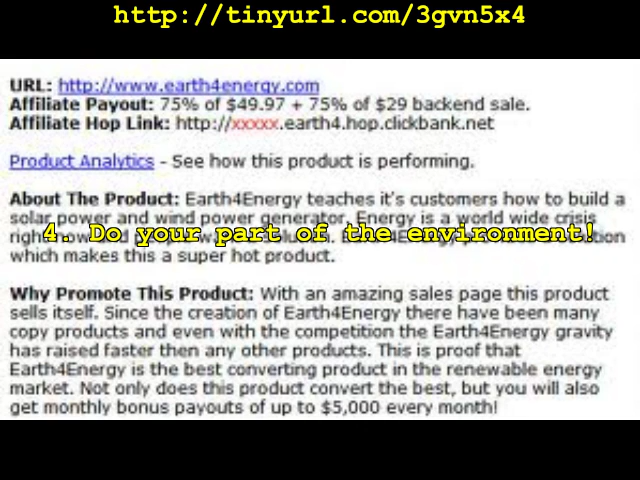 http://tinyurl.com/3gvn5x4
URL: http://www.earth4energy.com
Affiliate Payout: 75% of $49.97 + 75% of $29 backend sale.
Affiliate Hop Link: http://xxxxx.earth4.hop.clickbank.net
Product Analytics - See how this product is performing.
About The Product: Earth4Energy teaches it's customers how to build a
solar power and wind power generator. Energy is a world wide crisis
4. Do your part of the environment!
which makes this a super hot product.
Why Promote This Product: With an amazing sales page this product
sells itself. Since the creation of Earth4Energy there have been many
copy products and even with the competition the Earth4Energy gravity
has raised faster then any other products. This is proof that
Earth4Energy is the best converting product in the renewable energy
market. Not only does this product convert the best, but you will also
get monthly bonus payouts of up to $5,000 every month!